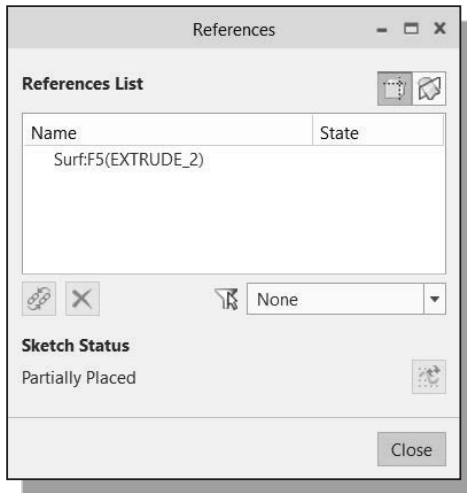 References
References List
Name State
Surf:F5(EXTRUDE_2)
None
Sketch Status
Partially Placed
Close